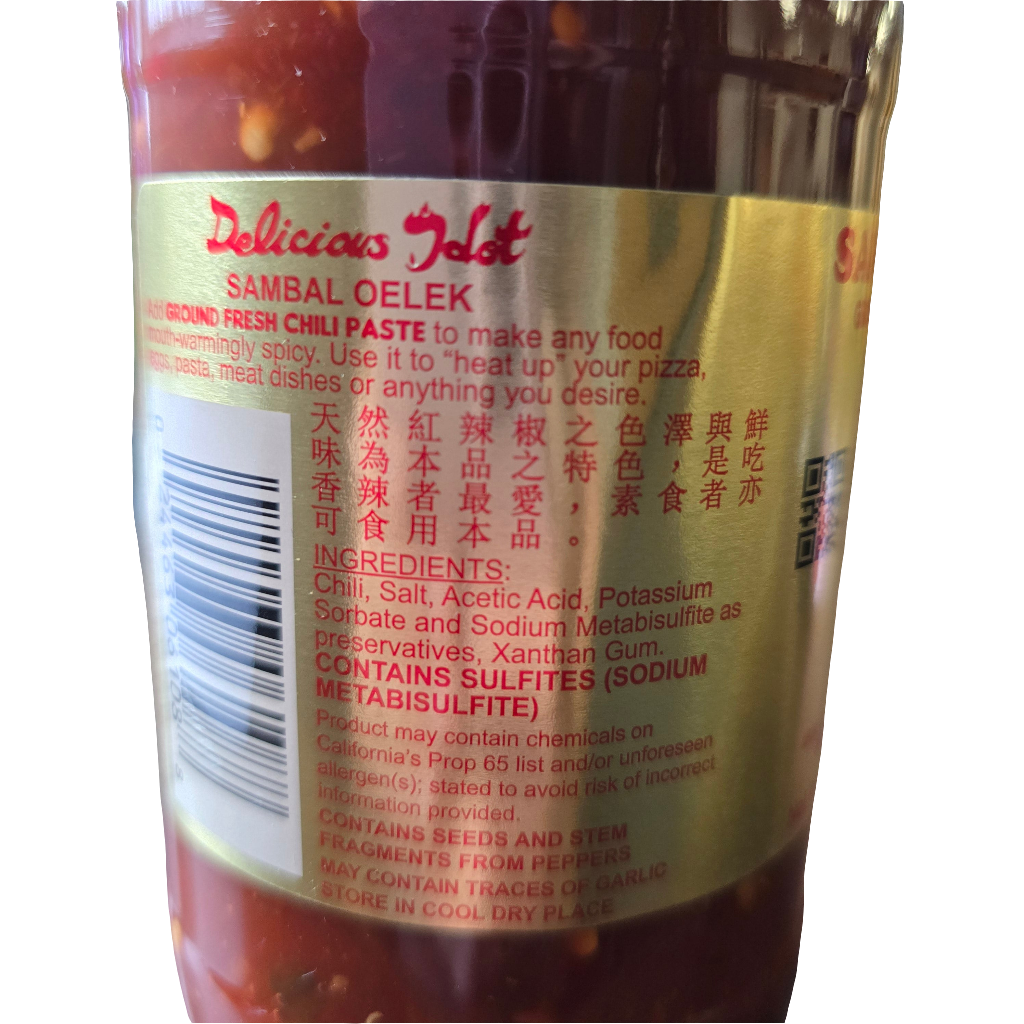 Delicious Hot
SAMBAL OELEK
Add GROUND FRESH CHILI PASTE to make any food
mouth-warmingly spicy. Use it to “heat up” your pizza,
eggs, pasta, meat dishes or anything you desire.
天然紅辣椒之色澤與鮮
味為本品之特色，是吃
香辣者最愛，素食者亦
可食用本品。
INGREDIENTS:
Chili, Salt, Acetic Acid, Potassium
Sorbate and Sodium Metabisulfite as
preservatives, Xanthan Gum.
CONTAINS SULFITES (SODIUM
METABISULFITE)
Product may contain chemicals on
California's Prop 65 list and/or unforeseen
allergen(s); stated to avoid risk of incorrect
information provided.
CONTAINS SEEDS AND STEM
FRAGMENTS FROM PEPPERS
MAY CONTAIN TRACES OF GARLIC
STORE IN COOL DRY PLACE